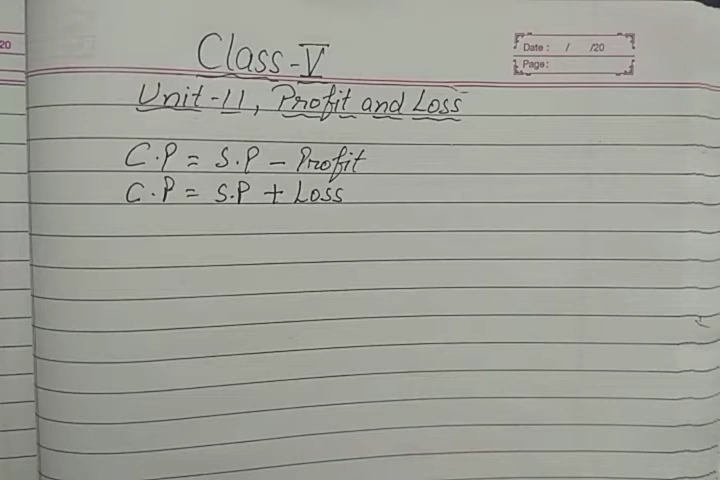 20
Class-V
Date: / /20
Page:
Unit-11, Profit and Loss
C.P = S.P - Profit
C.P = S.P + Loss